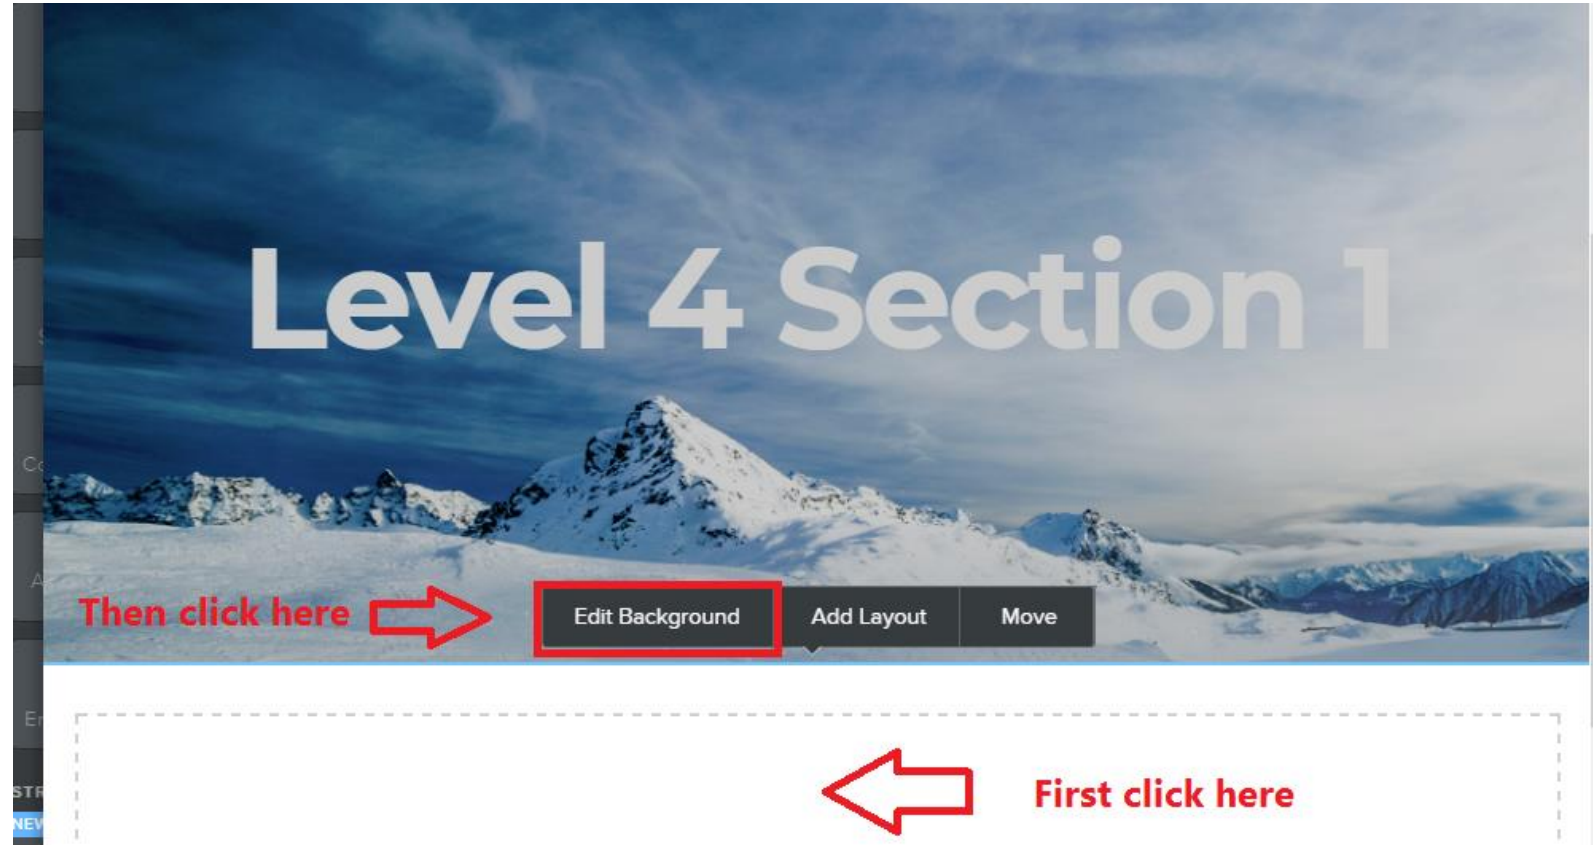 Level 4 Section 1
Then click here
Edit Background
Add Layout
Move
First click here